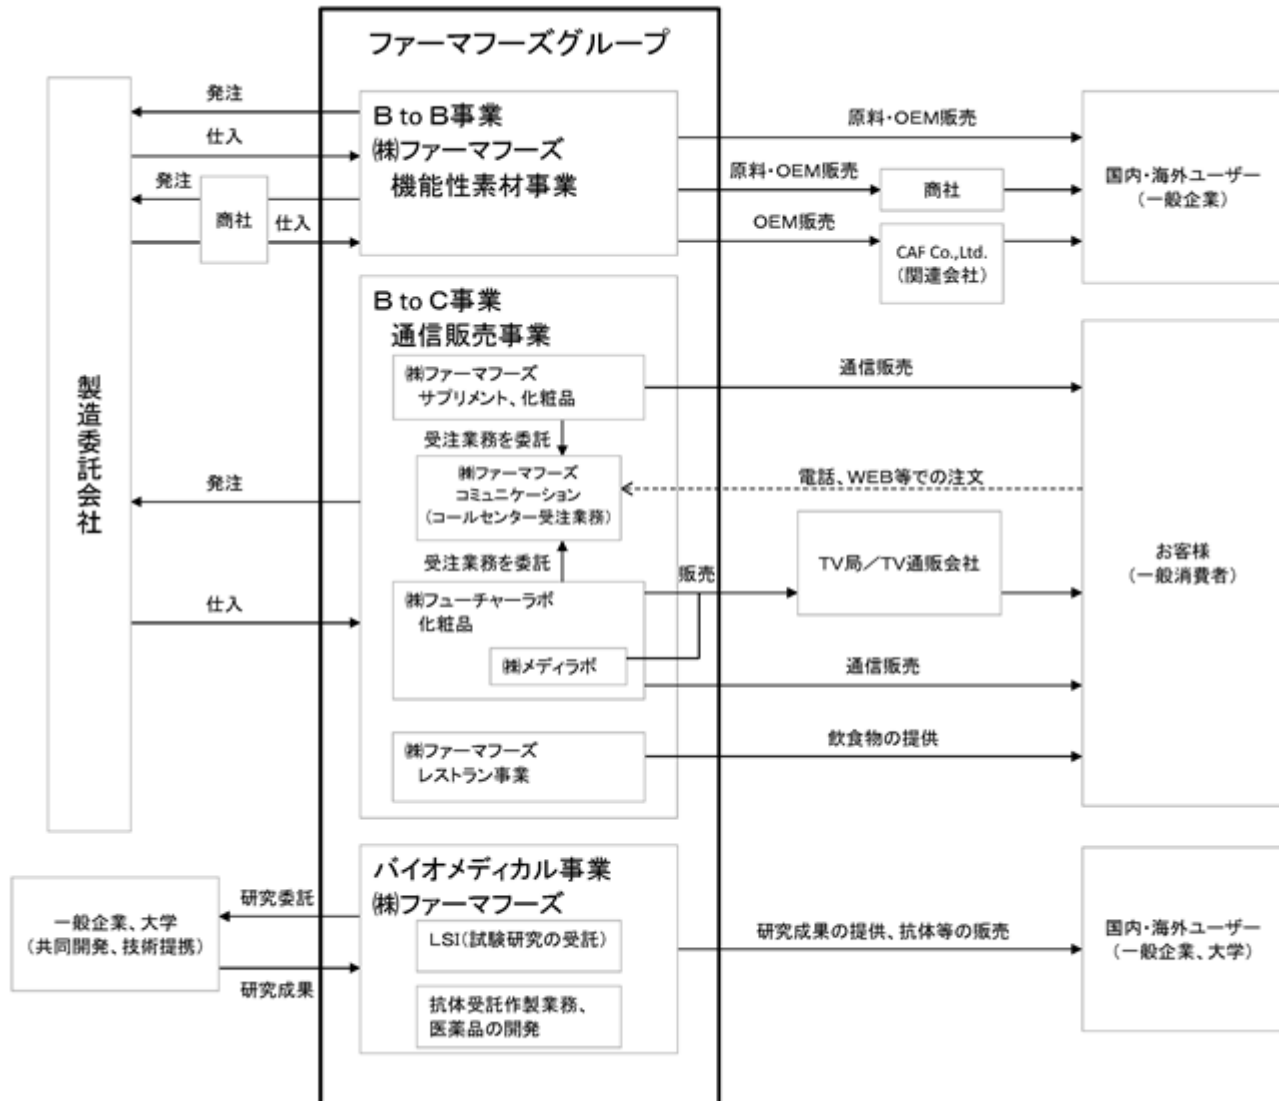 ファーマフーズグループ
発注
仕入
発注
商社
仕入
製造委託会社
B to B事業
㈱ファーマフーズ
機能性素材事業
原料・OEM販売
原料・OEM販売
商社
OEM販売
CAF Co.,Ltd.
(関連会社)
国内・海外ユーザー
(一般企業)
B to C事業
通信販売事業
㈱ファーマフーズ
サプリメント、化粧品
受注業務を委託
㈱ファーマフーズ
コミュニケーション
(コールセンター受注業務)
受注業務を委託
㈱フューチャーラボ
化粧品
㈱メディラボ
㈱ファーマフーズ
レストラン事業
発注
仕入
通信販売
電話、WEB等での注文
販売
TV局/TV通販会社
通信販売
飲食物の提供
お客様
(一般消費者)
バイオメディカル事業
㈱ファーマフーズ
LSI(試験研究の受託)
抗体受託作製業務、
医薬品の開発
研究委託
研究成果
一般企業、大学
(共同開発、技術提携)
研究成果の提供、抗体等の販売
国内・海外ユーザー
(一般企業、大学)